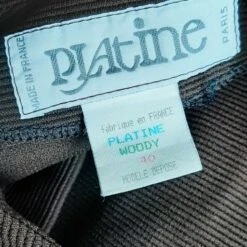 MADE IN FRANCE
PLATINE
PARIS
fabriqué en FRANCE
PLATINE
WOODY
40
MODELE DEPOSE